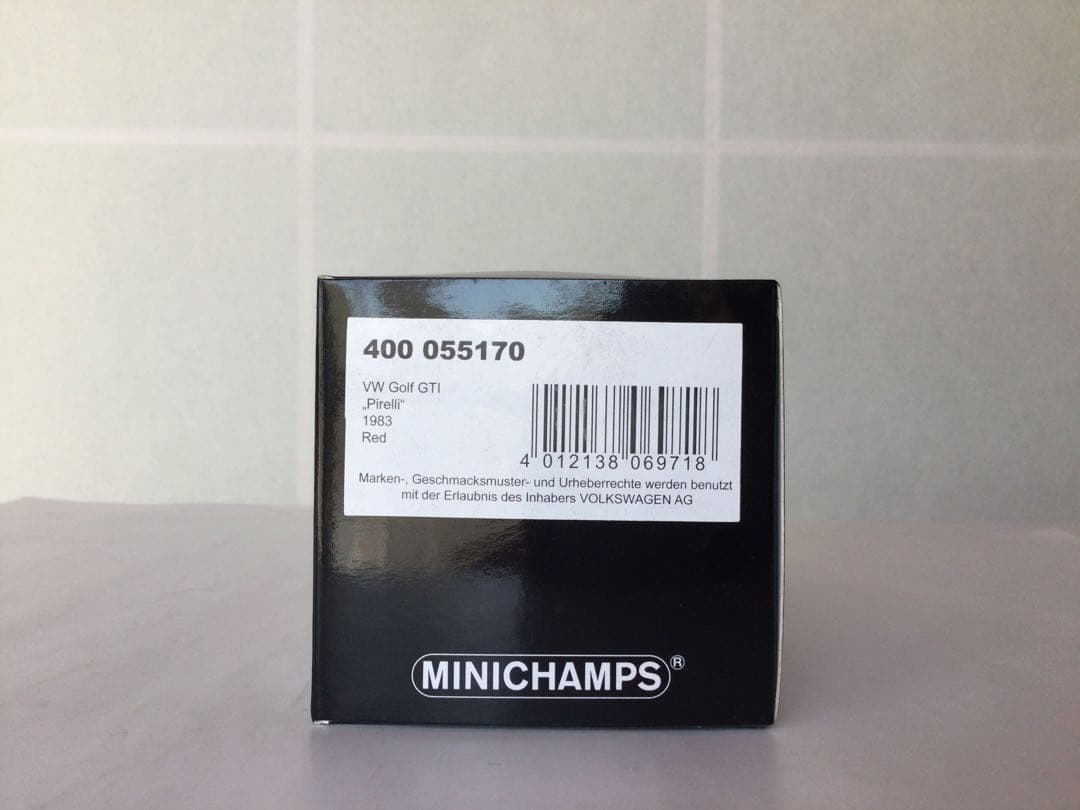 400 055170
VW Golf GTI
„Pirelli“
1983
Red
4 012138 069718
Marken-, Geschmacksmuster- und Urheberrechte werden benutzt
mit der Erlaubnis des Inhabers VOLKSWAGEN AG
MINICHAMPS®